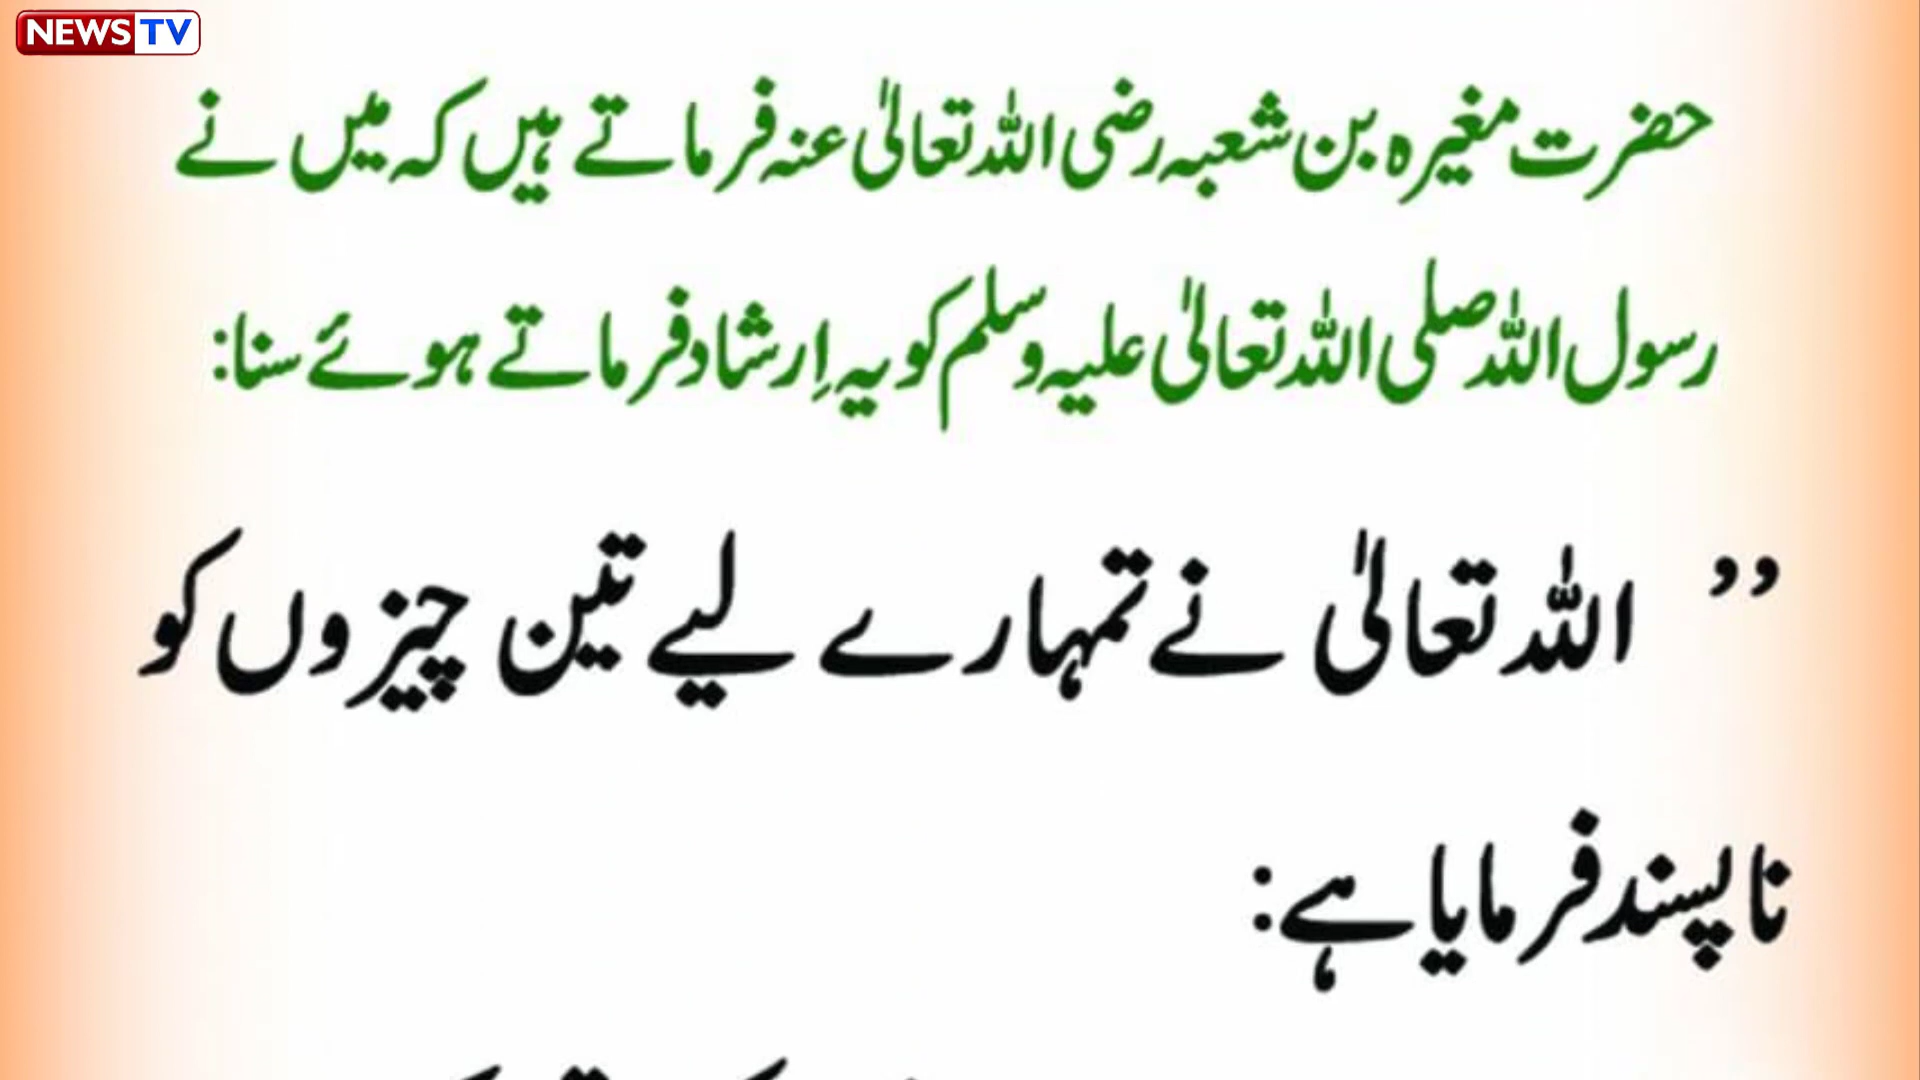 NEWS TV
حضرت مغیرہ بن شعبہ رضی اللہ تعالیٰ عنہ فرماتے ہیں کہ میں نے
رسول اللہ صلی اللہ تعالیٰ علیہ وسلم کو یہ اِرشاد فرماتے ہوئے سنا:
’’ اللہ تعالیٰ نے تمہارے لیے تین چیزوں کو
ناپسند فرمایا ہے: